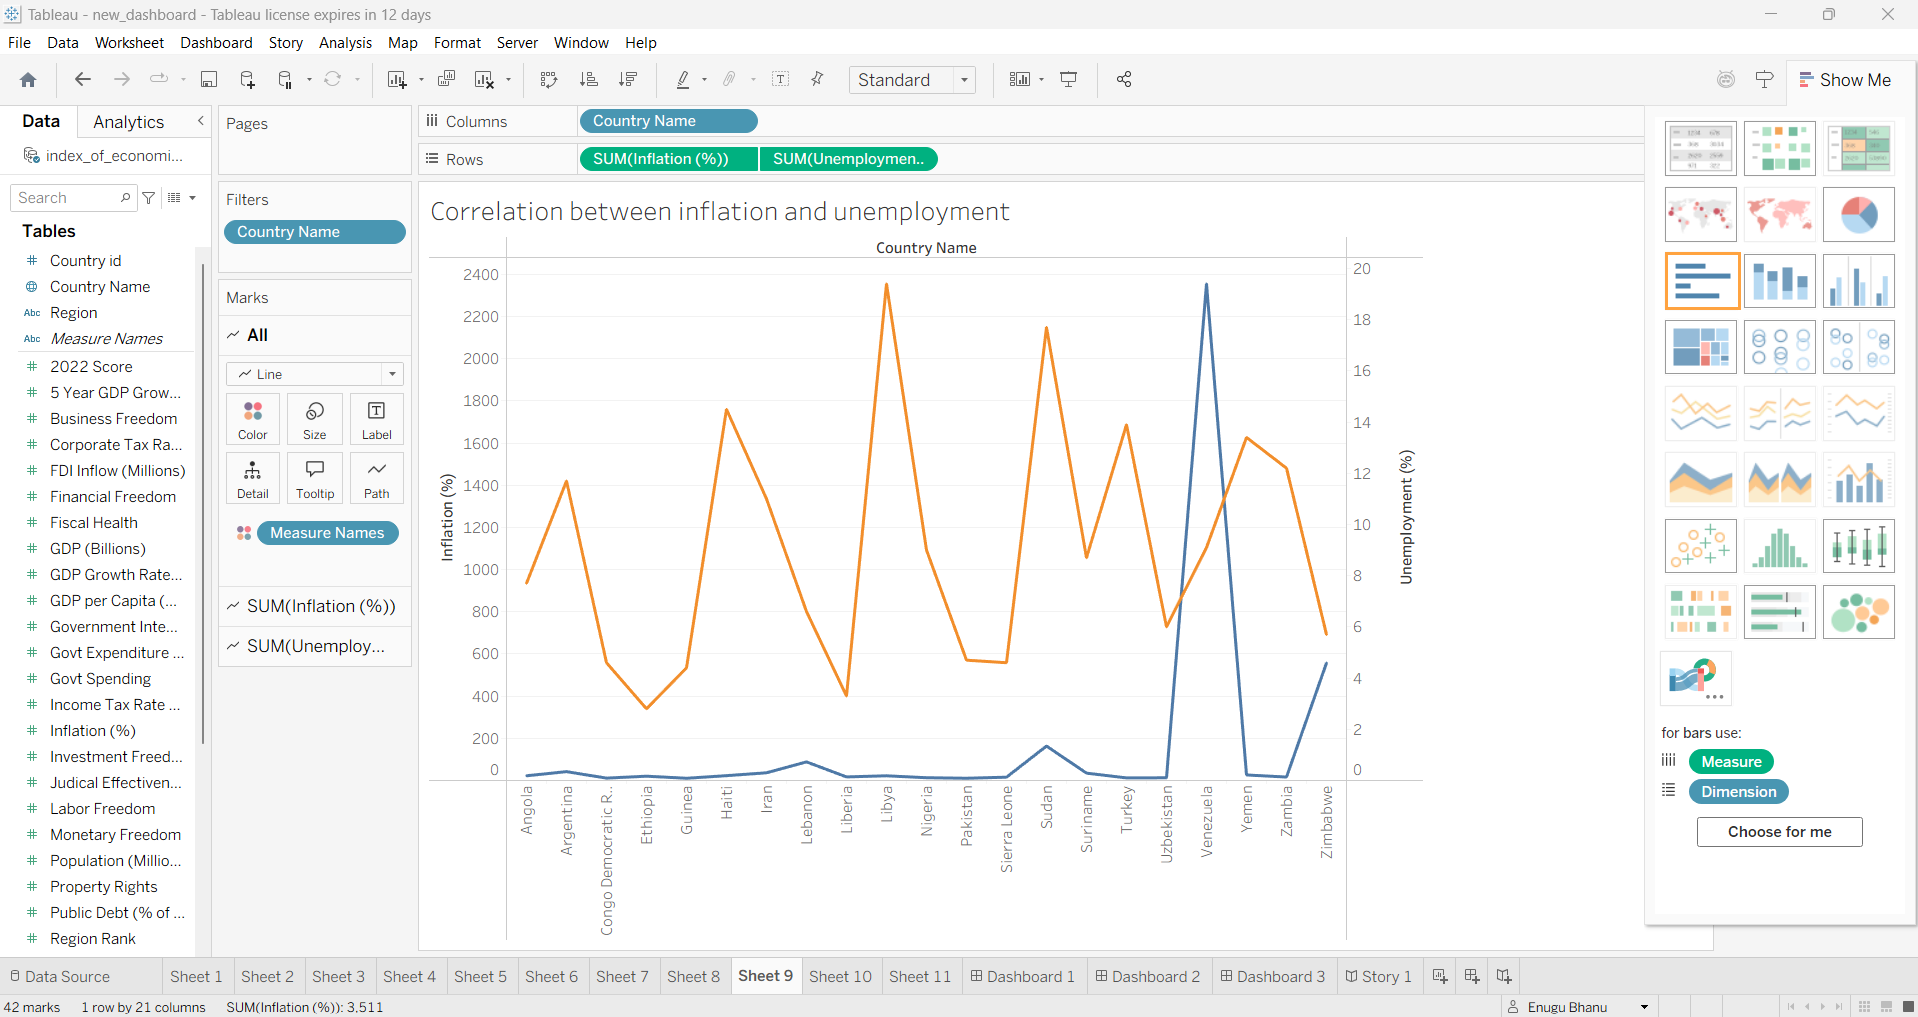 Tableau - new_dashboard - Tableau license expires in 12 days
File Data Worksheet Dashboard Story Analysis Map Format Server Window Help
Standard
Show Me
Data Analytics
index_of_economi...
Search
Tables
Country id
Country Name
Abc Region
Abc Measure Names
2022 Score
5 Year GDP Grow...
Business Freedom
Corporate Tax Ra...
FDI Inflow (Millions)
Financial Freedom
Fiscal Health
GDP (Billions)
GDP Growth Rate...
GDP per Capita (...
Government Inte...
Govt Expenditure ...
Govt Spending
Income Tax Rate ...
Inflation (%)
Investment Freed...
Judical Effectiven...
Labor Freedom
Monetary Freedom
Population (Millio...
Property Rights
Public Debt (% of ...
Region Rank
Pages
Filters
Country Name
Marks
All
Line
Color Size Label
Detail Tooltip Path
Measure Names
SUM(Inflation (%))
SUM(Unemploy...
Columns Country Name
Rows SUM(Inflation (%)) SUM(Unemploymen..
Correlation between inflation and unemployment
Country Name
Inflation (%)
2400
2200
2000
1800
1600
1400
1200
1000
800
600
400
200
0
20
18
16
14
12
10
8
6
4
2
0
Unemployment (%)
Angola
Argentina
Congo Democratic R..
Ethiopia
Guinea
Haiti
Iran
Lebanon
Liberia
Libya
Nigeria
Pakistan
Sierra Leone
Sudan
Suriname
Turkey
Uzbekistan
Venezuela
Yemen
Zambia
Zimbabwe
for bars use:
Measure
Dimension
Choose for me
Data Source Sheet 1 Sheet 2 Sheet 3 Sheet 4 Sheet 5 Sheet 6 Sheet 7 Sheet 8 Sheet 9 Sheet 10 Sheet 11 Dashboard 1 Dashboard 2 Dashboard 3 Story 1
42 marks 1 row by 21 columns SUM(Inflation (%)): 3,511 Enugu Bhanu